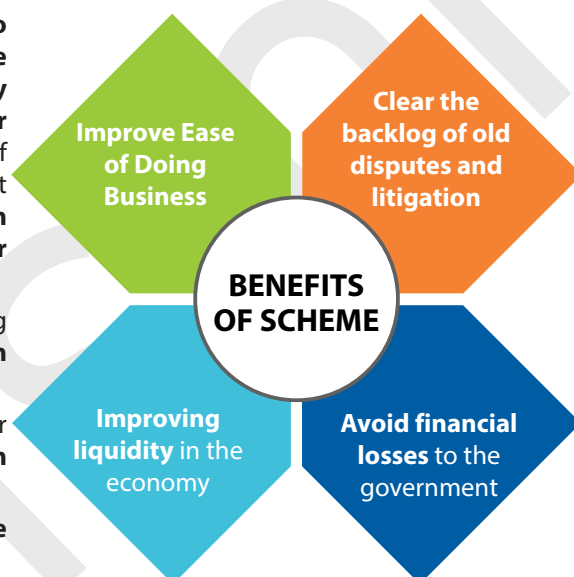 Improve Ease
of Doing
Business
Clear the
backlog of old
disputes and
litigation
BENEFITS
OF SCHEME
Improving
liquidity in the
economy
Avoid financial
losses to the
government